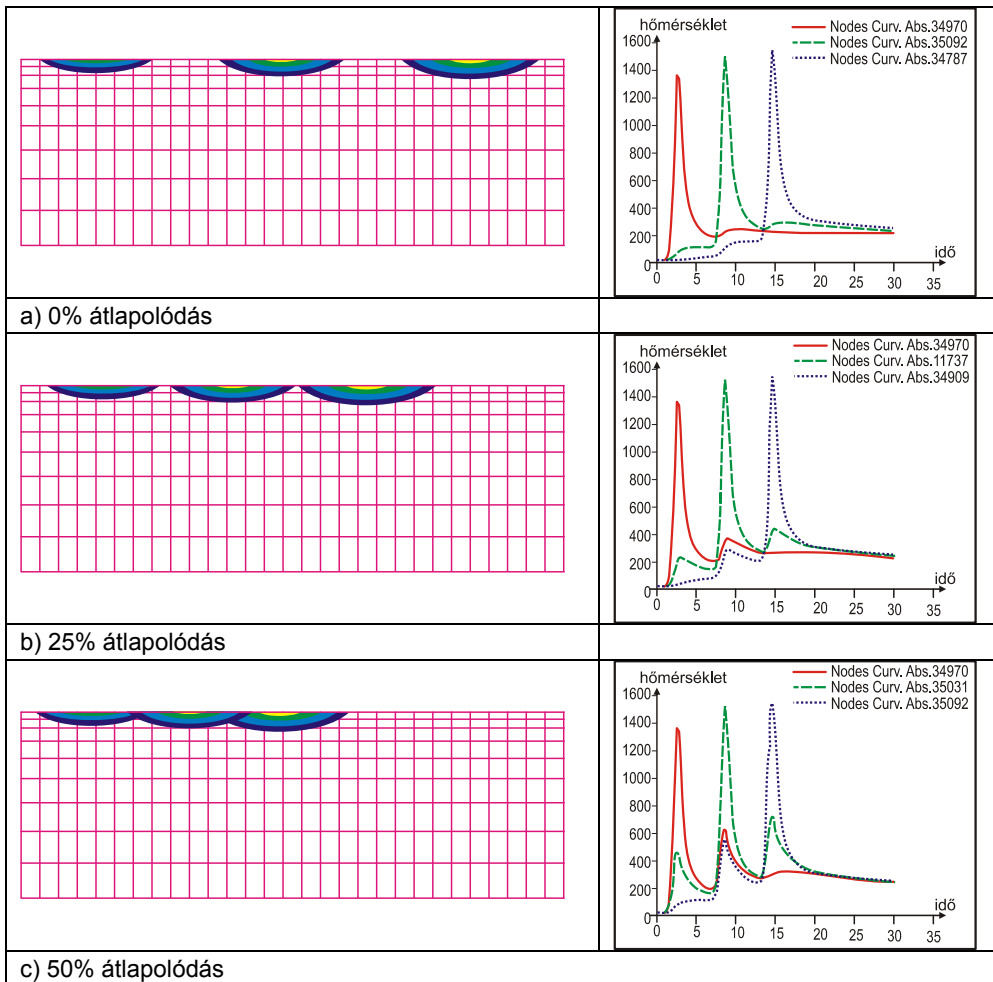 hőmérséklet
Nodes Curv. Abs.34970
Nodes Curv. Abs.35092
Nodes Curv. Abs.34787
1600
1400
1200
1000
800
600
400
200
0
idő
0 5 10 15 20 25 30 35
a) 0% átlapolódás
hőmérséklet
Nodes Curv. Abs.34970
Nodes Curv. Abs.11737
Nodes Curv. Abs.34909
1600
1400
1200
1000
800
600
400
200
0
idő
0 5 10 15 20 25 30 35
b) 25% átlapolódás
hőmérséklet
Nodes Curv. Abs.34970
Nodes Curv. Abs.35031
Nodes Curv. Abs.35092
1600
1400
1200
1000
800
600
400
200
0
idő
0 5 10 15 20 25 30 35
c) 50% átlapolódás